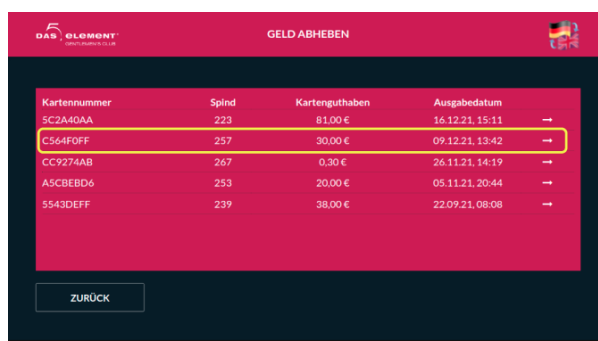 DAS 5 ELEMENT
GENTLEMEN'S CLUB
GELD ABHEBEN
Kartennummer Spind Kartenguthaben Ausgabedatum
5C2A40AA 223 81,00 € 16.12.21, 15:11 →
C564F0FF 257 30,00 € 09.12.21, 13:42 →
CC9274AB 267 0,30 € 26.11.21, 14:19 →
A5CBEBD6 253 20,00 € 05.11.21, 20:44 →
5543DEFF 239 38,00 € 22.09.21, 08:08 →
ZURÜCK